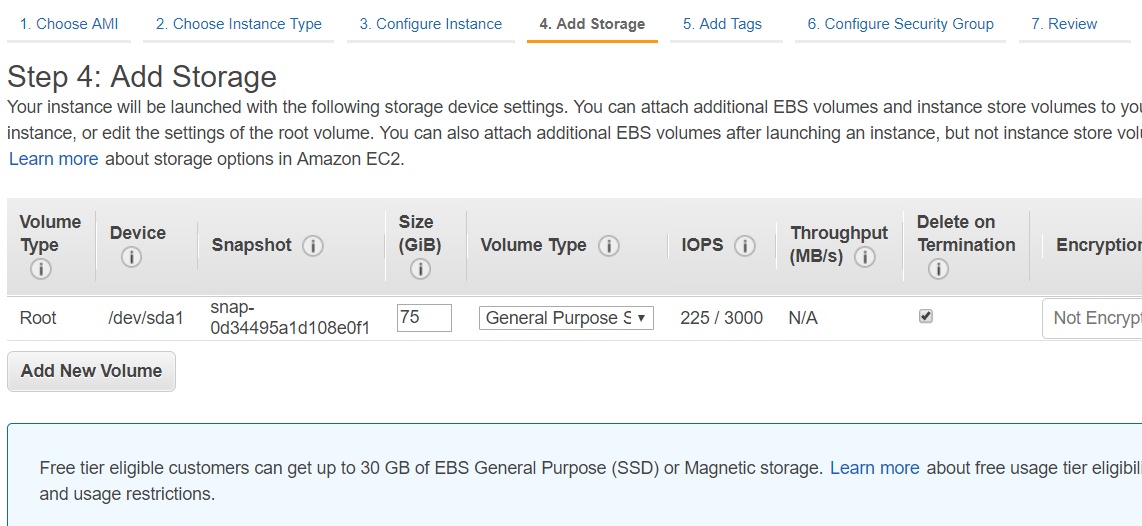 1. Choose AMI 2. Choose Instance Type 3. Configure Instance 4. Add Storage 5. Add Tags 6. Configure Security Group 7. Review
Step 4: Add Storage
Your instance will be launched with the following storage device settings. You can attach additional EBS volumes and instance store volumes to
instance, or edit the settings of the root volume. You can also attach additional EBS volumes after launching an instance, but not instance store
Learn more about storage options in Amazon EC2.
Volume Type Device Snapshot Size (GiB) Volume Type IOPS Throughput (MB/s) Delete on Termination Encryption
Root /dev/sda1 snap-0d34495a1d108e0f1 75 General Purpose S 225 / 3000 N/A Not Encrypt
Add New Volume
Free tier eligible customers can get up to 30 GB of EBS General Purpose (SSD) or Magnetic storage. Learn more about free usage tier
and usage restrictions.